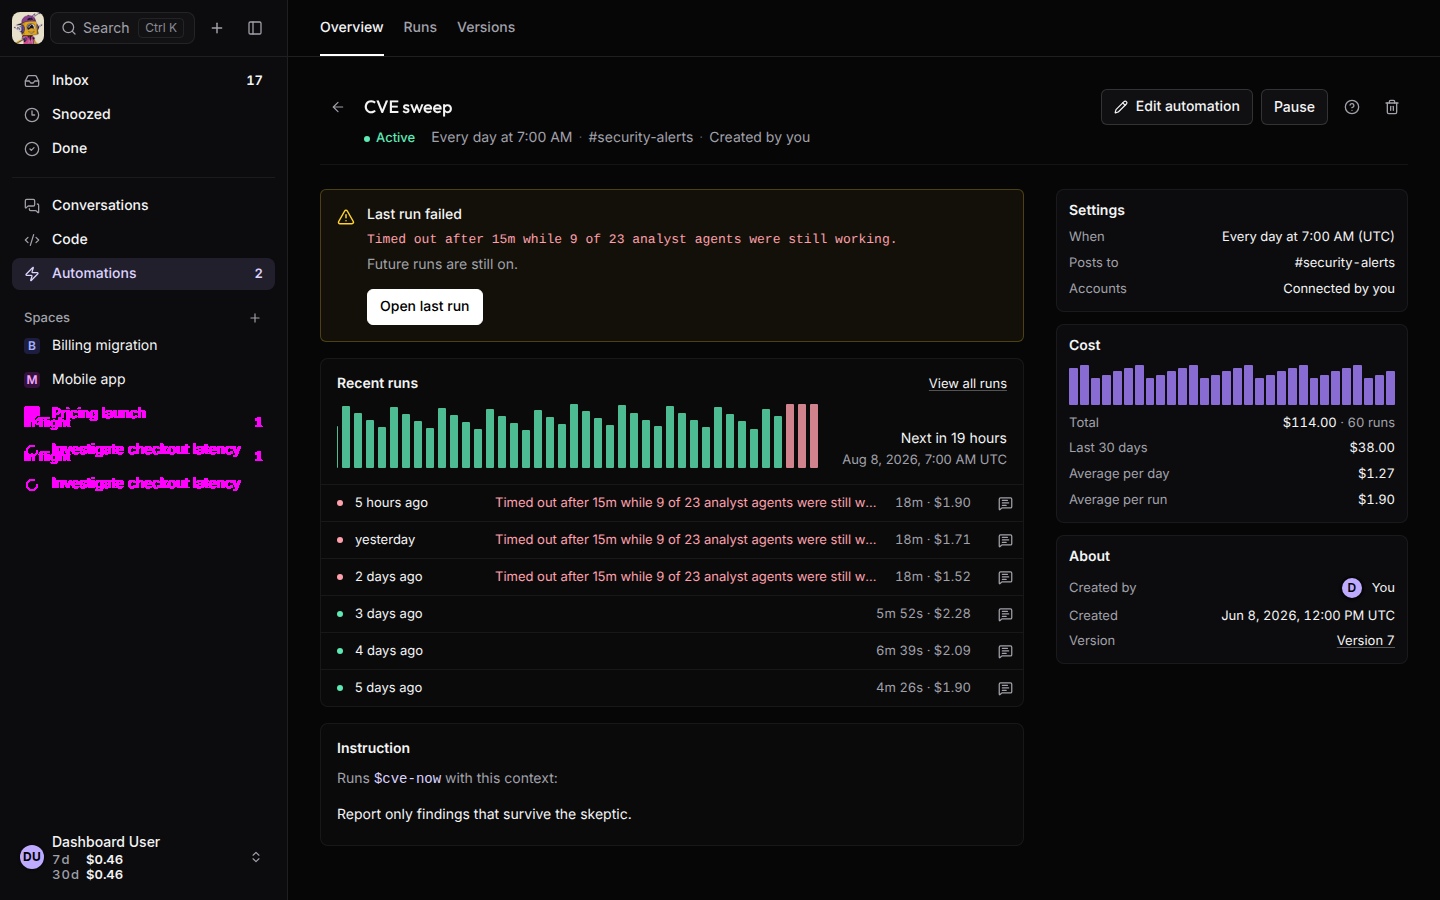 Search Ctrl K
Inbox 17
Snoozed
Done
Conversations
Code
Automations 2
Spaces
B Billing migration
M Mobile app
Pricing launch
In flight 1
Investigate checkout latency
In flight 1
Investigate checkout latency
DU Dashboard User
7d $0.46
30d $0.46
Overview Runs Versions
CVE sweep
Edit automation Pause
Active Every day at 7:00 AM · #security-alerts · Created by you
Last run failed
Timed out after 15m while 9 of 23 analyst agents were still working.
Future runs are still on.
Open last run
Recent runs View all runs
Next in 19 hours
Aug 8, 2026, 7:00 AM UTC
5 hours ago Timed out after 15m while 9 of 23 analyst agents were still w... 18m · $1.90
yesterday Timed out after 15m while 9 of 23 analyst agents were still w... 18m · $1.71
2 days ago Timed out after 15m while 9 of 23 analyst agents were still w... 18m · $1.52
3 days ago 5m 52s · $2.28
4 days ago 6m 39s · $2.09
5 days ago 4m 26s · $1.90
Instruction
Runs $cve-now with this context:
Report only findings that survive the skeptic.
Settings
When Every day at 7:00 AM (UTC)
Posts to #security-alerts
Accounts Connected by you
Cost
Total $114.00 · 60 runs
Last 30 days $38.00
Average per day $1.27
Average per run $1.90
About
Created by D You
Created Jun 8, 2026, 12:00 PM UTC
Version Version 7